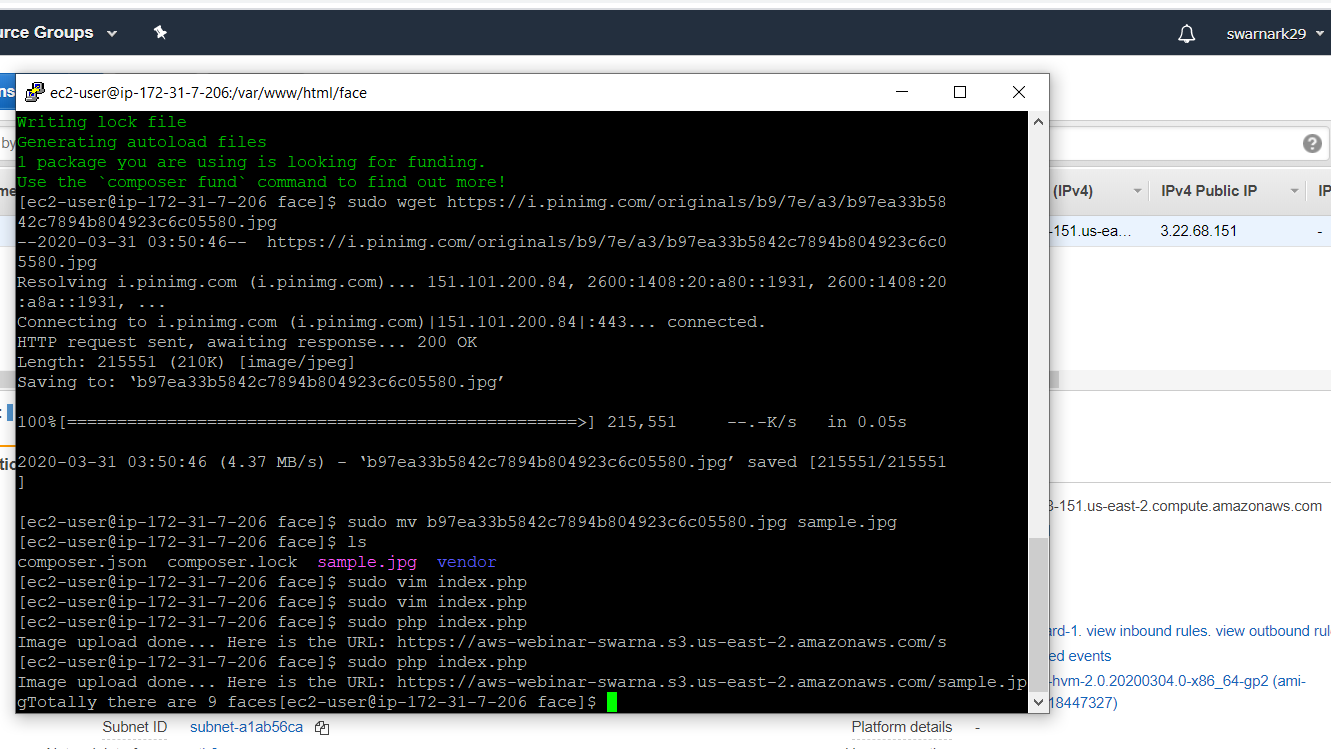 Groups
swarnark29
ec2-user@ip-172-31-7-206:/var/www/html/face
by
Writing lock file
Generating autoload files
1 package you are using is looking for funding.
Use the `composer fund` command to find out more!
(IPv4) IPv4 Public IP
-151.us-ea... 3.22.68.151 -
[ec2-user@ip-172-31-7-206 face]$ sudo wget https://i.pinimg.com/originals/b9/7e/a3/b97ea33b58
42c7894b804923c6c05580.jpg
--2020-03-31 03:50:46--  https://i.pinimg.com/originals/b9/7e/a3/b97ea33b5842c7894b804923c6c0
5580.jpg
Resolving i.pinimg.com (i.pinimg.com)... 151.101.200.84, 2600:1408:20:a80::1931, 2600:1408:20
:a8a::1931, ...
Connecting to i.pinimg.com (i.pinimg.com)|151.101.200.84|:443... connected.
HTTP request sent, awaiting response... 200 OK
Length: 215551 (210K) [image/jpeg]
Saving to: ‘b97ea33b5842c7894b804923c6c05580.jpg’
100%[===================================================>] 215,551     --.-K/s   in 0.05s
2020-03-31 03:50:46 (4.37 MB/s) - ‘b97ea33b5842c7894b804923c6c05580.jpg’ saved [215551/215551
]
[ec2-user@ip-172-31-7-206 face]$ sudo mv b97ea33b5842c7894b804923c6c05580.jpg sample.jpg
[ec2-user@ip-172-31-7-206 face]$ ls
composer.json  composer.lock  sample.jpg  vendor
[ec2-user@ip-172-31-7-206 face]$ sudo vim index.php
[ec2-user@ip-172-31-7-206 face]$ sudo vim index.php
[ec2-user@ip-172-31-7-206 face]$ sudo php index.php
Image upload done... Here is the URL: https://aws-webinar-swarna.s3.us-east-2.amazonaws.com/s
[ec2-user@ip-172-31-7-206 face]$ sudo php index.php
Image upload done... Here is the URL: https://aws-webinar-swarna.s3.us-east-2.amazonaws.com/sample.jp
gTotally there are 9 faces[ec2-user@ip-172-31-7-206 face]$
-151.us-east-2.compute.amazonaws.com
rd-1. view inbound rules. view outbound
ed events
-hvm-2.0.20200304.0-x86_64-gp2 (ami-
18447327)
Subnet ID subnet-a1ab56ca
Platform details -